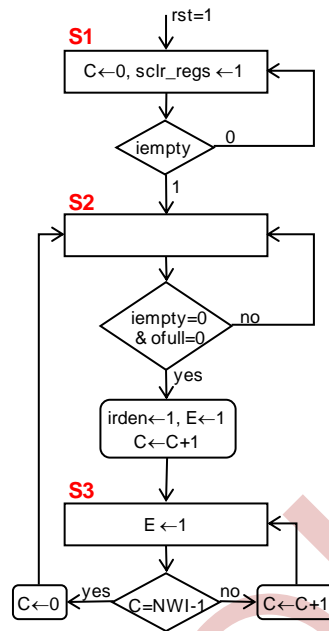 rst=1
S1
C←0, sclr_regs ←1
iempty
0
1
S2
iempty=0
& ofull=0
no
yes
irden←1, E←1
C←C+1
S3
E ←1
C←0
yes
C=NWI-1
no
C←C+1